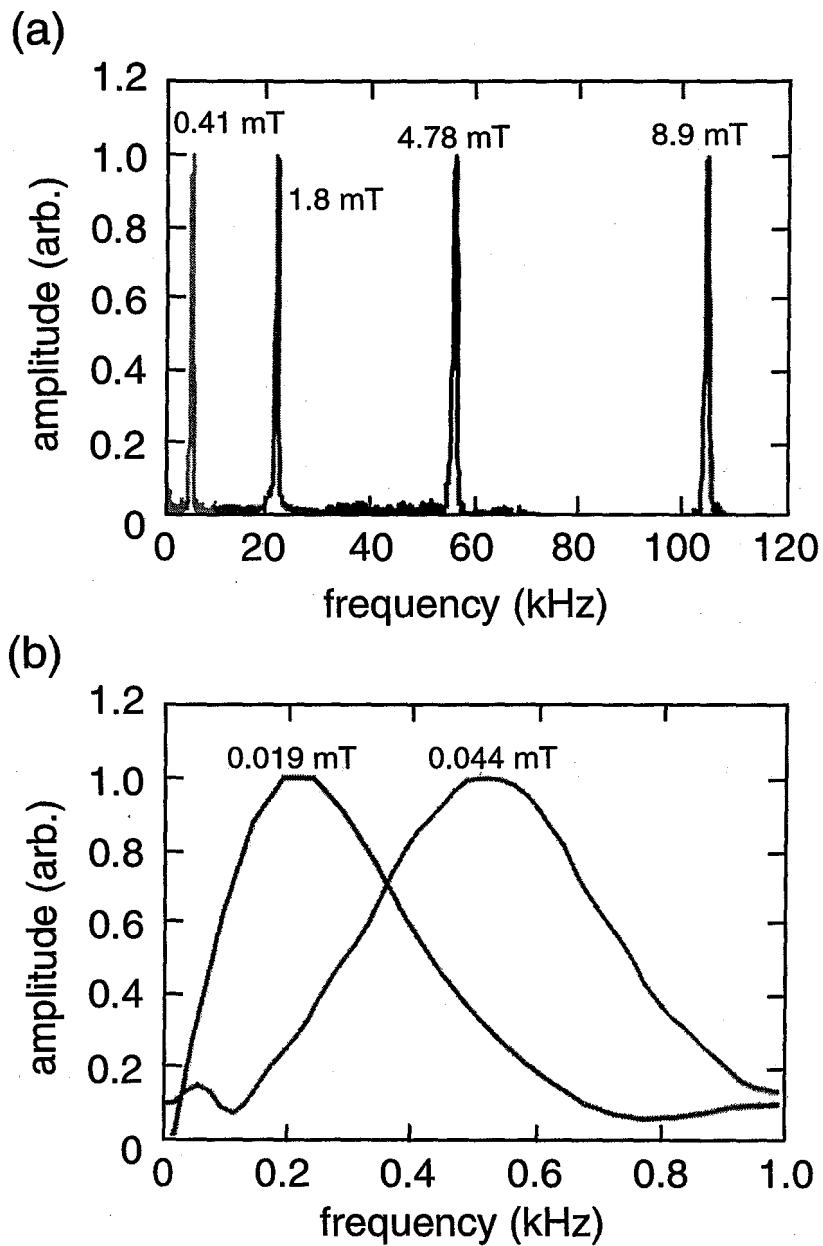 (a)
1.2
0.41 mT
4.78 mT
8.9 mT
1.0
1.8 mT
0.8
0.6
0.4
0.2
0
amplitude (arb.)
0 20 40 60 80 100 120
frequency (kHz)
(b)
1.2
0.019 mT
0.044 mT
1.0
0.8
0.6
0.4
0.2
0
amplitude (arb.)
0 0.2 0.4 0.6 0.8 1.0
frequency (kHz)